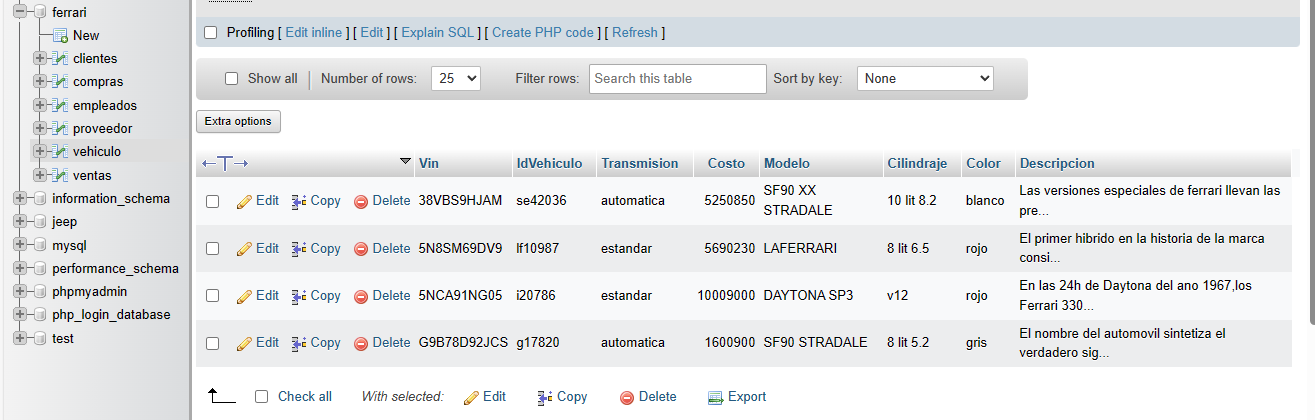 ferrari
New
clientes
compras
empleados
proveedor
vehiculo
ventas
information_schema
jeep
mysql
performance_schema
phpmyadmin
php_login_database
test
Profiling [ Edit inline ] [ Edit ] [ Explain SQL ] [ Create PHP code ] [ Refresh ]
Show all Number of rows: 25 Filter rows: Search this table Sort by key: None
Extra options
Vin IdVehiculo Transmision Costo Modelo Cilindraje Color Descripcion
Edit Copy Delete 38VBS9HJAM se42036 automatica 5250850 SF90 XX STRADALE 10 lit 8.2 blanco Las versiones especiales de ferrari llevan las pre...
Edit Copy Delete 5N8SM69DV9 lf10987 estandar 5690230 LAFERRARI 8 lit 6.5 rojo El primer hibrido en la historia de la marca consi...
Edit Copy Delete 5NCA91NG05 i20786 estandar 10009000 DAYTONA SP3 v12 rojo En las 24h de Daytona del ano 1967,los Ferrari 330...
Edit Copy Delete G9B78D92JCS g17820 automatica 1600900 SF90 STRADALE 8 lit 5.2 gris El nombre del automovil sintetiza el verdadero sig...
Check all With selected: Edit Copy Delete Export